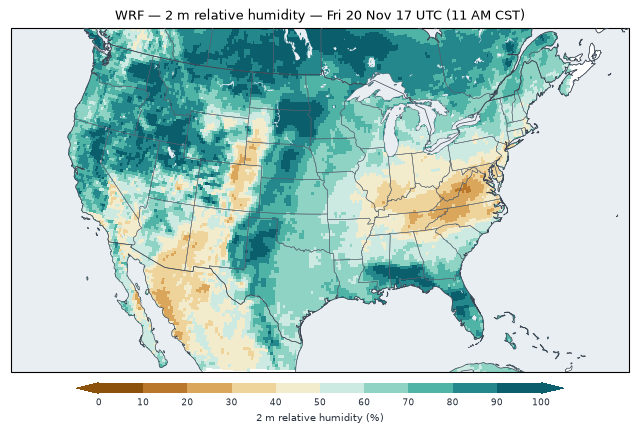 WRF — 2 m relative humidity — Fri 20 Nov 17 UTC (11 AM CST)
0 10 20 30 40 50 60 70 80 90 100
2 m relative humidity (%)